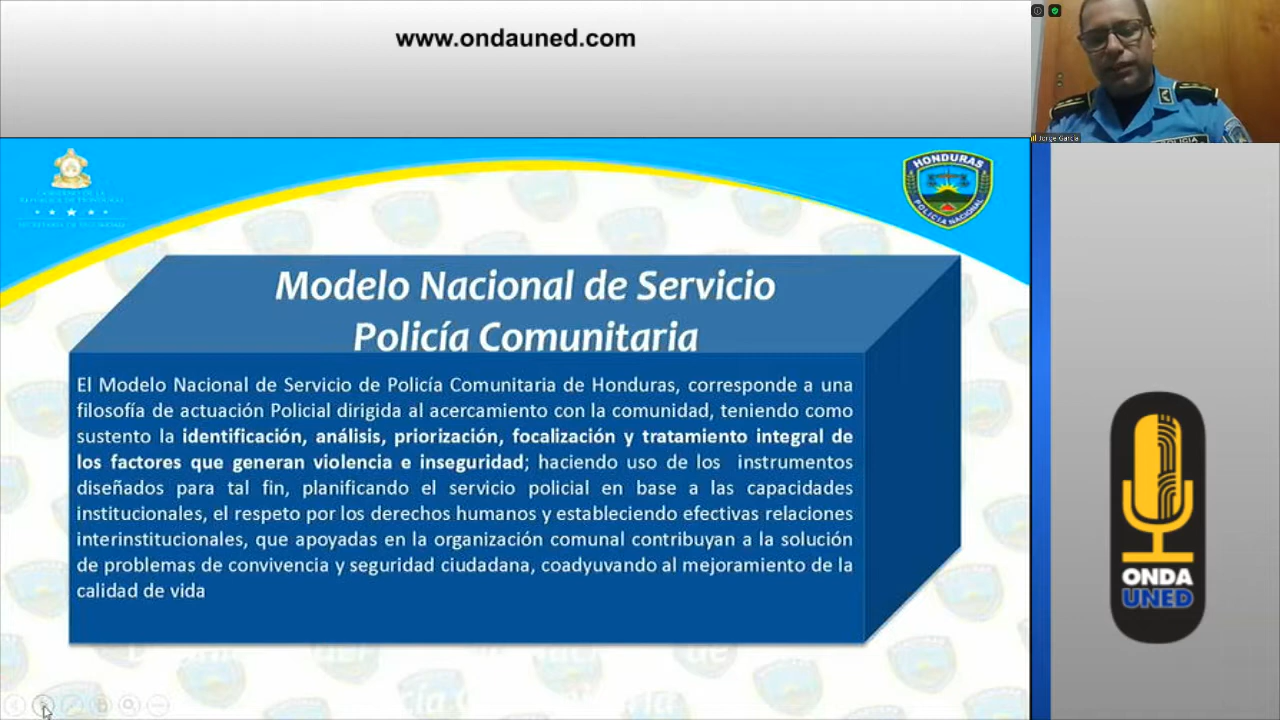 www.ondauned.com
Jorge Garcia
POLICIA
HONDURAS
POLICIA NACIONAL
Modelo Nacional de Servicio
Policía Comunitaria
El Modelo Nacional de Servicio de Policía Comunitaria de Honduras, corresponde a una
filosofía de actuación Policial dirigida al acercamiento con la comunidad, teniendo como
sustento la identificación, análisis, priorización, focalización y tratamiento integral de
los factores que generan violencia e inseguridad; haciendo uso de los instrumentos
diseñados para tal fin, planificando el servicio policial en base a las capacidades
institucionales, el respeto por los derechos humanos y estableciendo efectivas relaciones
interinstitucionales, que apoyadas en la organización comunal contribuyan a la solución
de problemas de convivencia y seguridad ciudadana, coadyuvando al mejoramiento de la
calidad de vida
ONDA
UNED